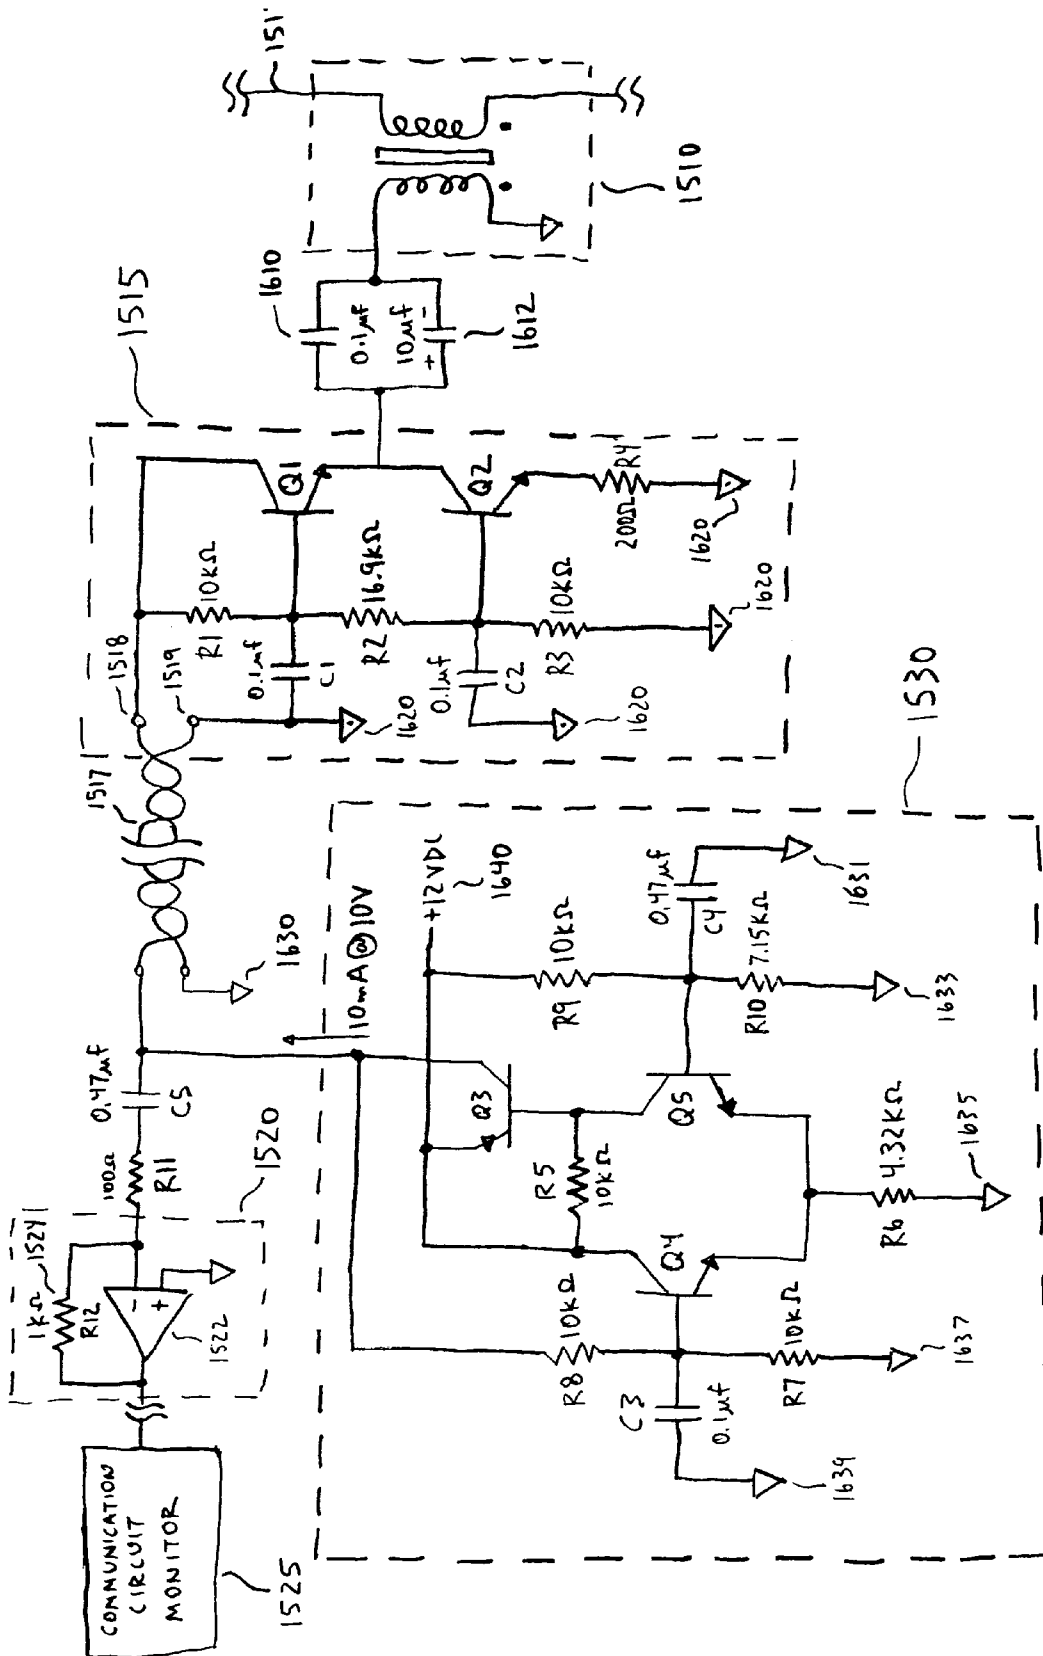 COMMUNICATION
CIRCUIT
MONITOR
1525
1kΩ
1524
R12
-
+
1522
1520
100Ω
R11
0.47µf
C5
1630
1517
1518
1519
1515
10kΩ
R1
0.1µf
C1
1620
16.9kΩ
R2
0.1µf
C2
1620
10kΩ
R3
1620
Q1
Q2
200Ω
R4
1620
1610
0.1µf
10µf
+
-
1612
151
1510
10mA@10V
+12VDC
1640
Q3
R5
10kΩ
R9
10kΩ
0.47µf
C4
1631
R10
7.15kΩ
1633
Q5
Q4
R8
10kΩ
C3
0.1µf
1639
R7
10kΩ
1637
R6
4.32KΩ
1635
1530